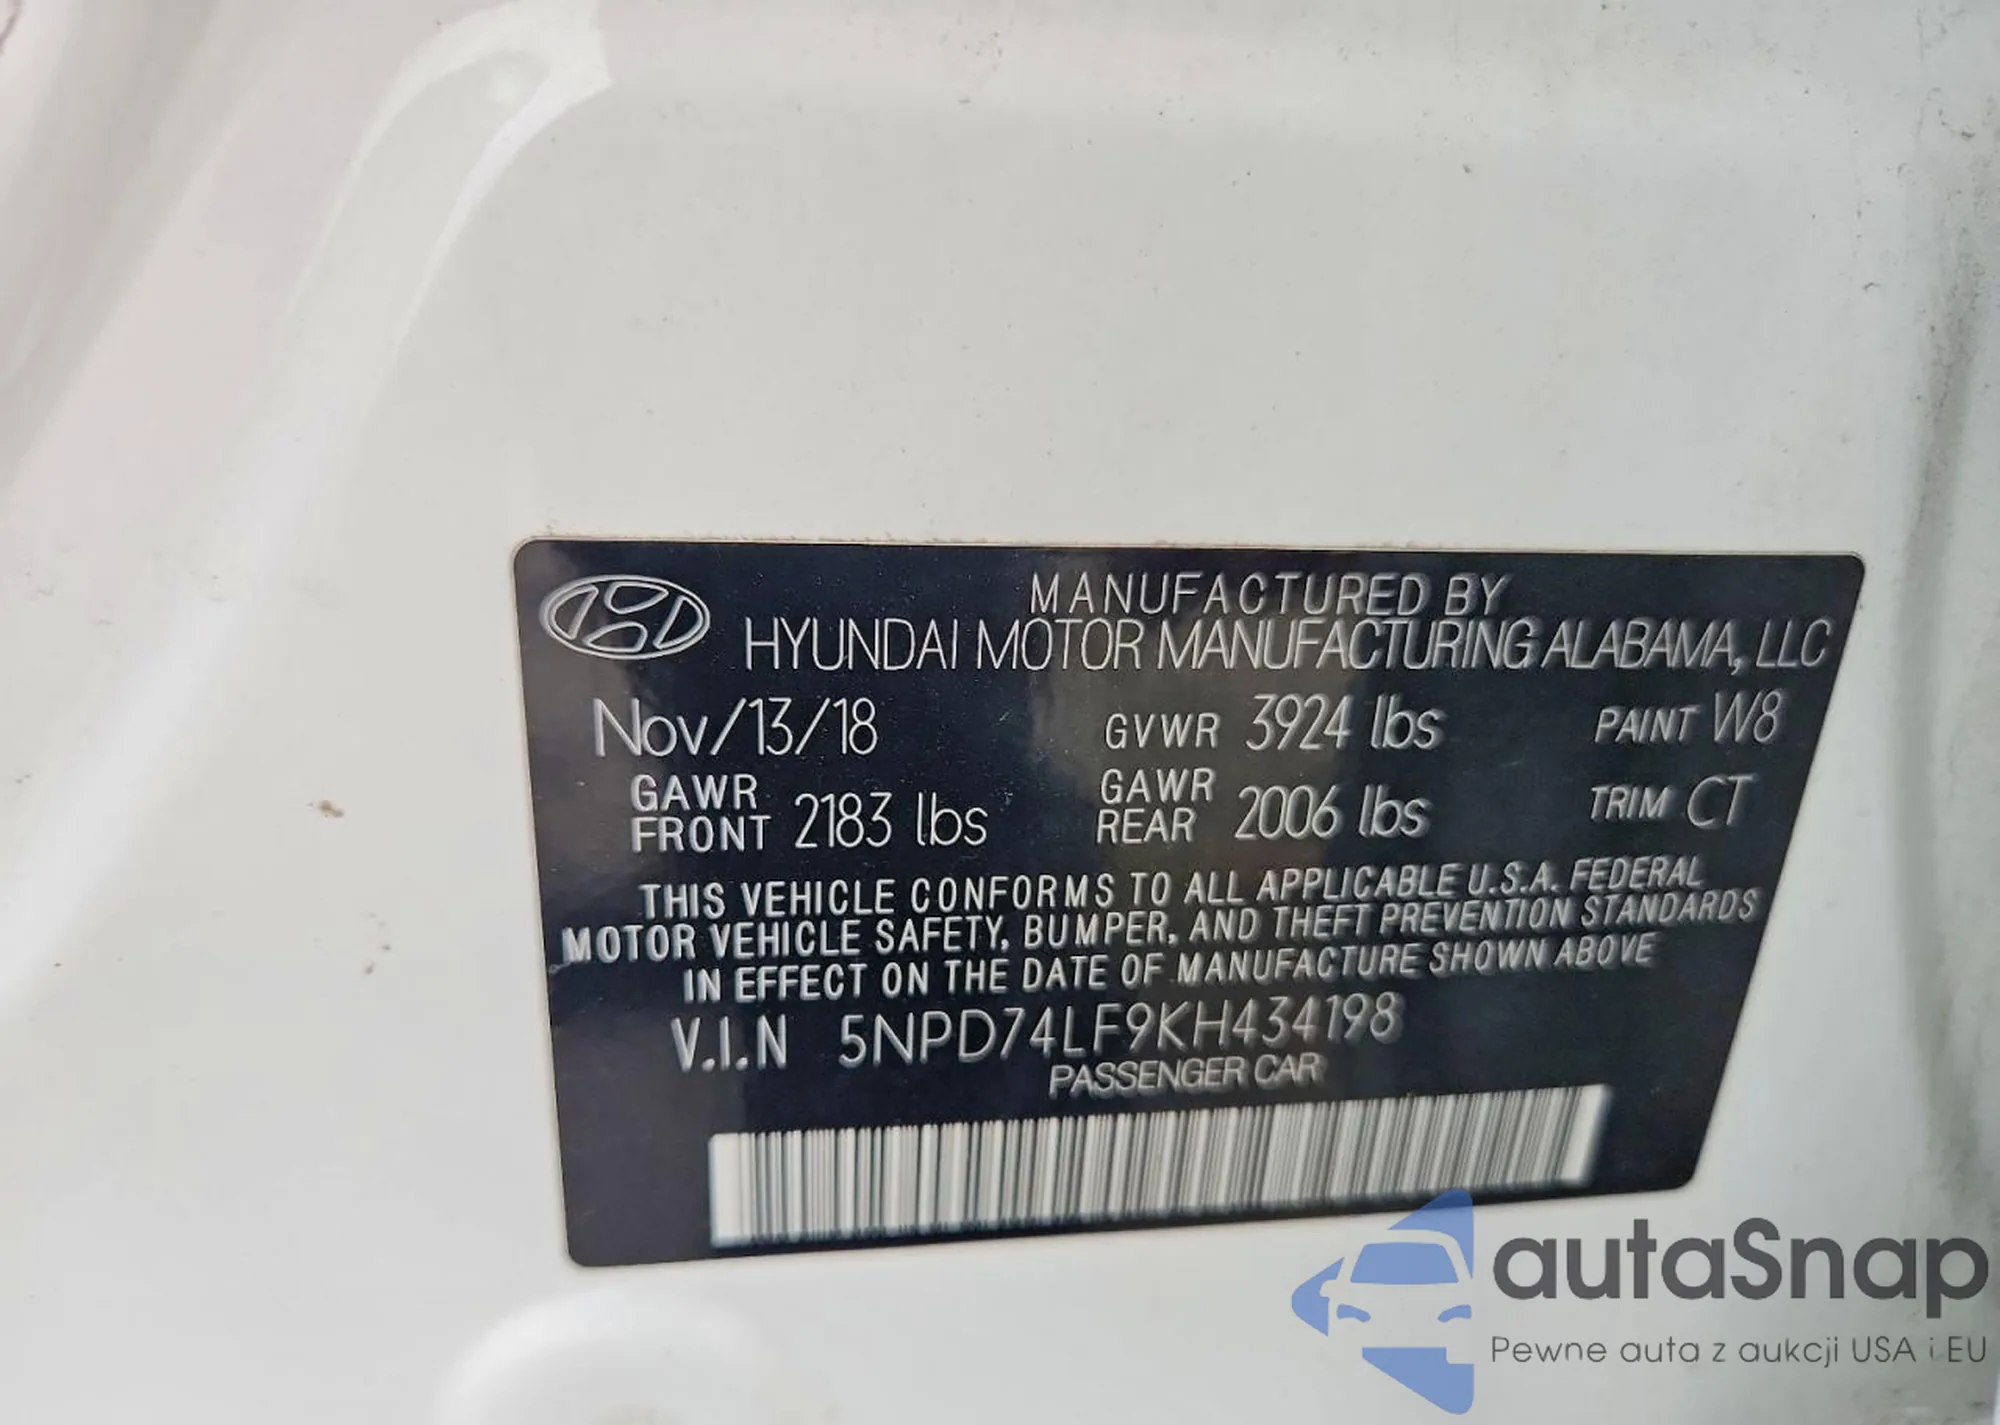 MANUFACTURED BY
HYUNDAI MOTOR MANUFACTURING ALABAMA, LLC
Nov/13/18 GVWR 3924 lbs PAINT W8
GAWR FRONT 2183 lbs GAWR REAR 2006 lbs TRIM CT
THIS VEHICLE CONFORMS TO ALL APPLICABLE U.S.A. FEDERAL
MOTOR VEHICLE SAFETY, BUMPER, AND THEFT PREVENTION STANDARDS
IN EFFECT ON THE DATE OF MANUFACTURE SHOWN ABOVE
V.I.N 5NPD74LF9KH434198
PASSENGER CAR
autaSnap
Pewne auta z aukcji USA i EU